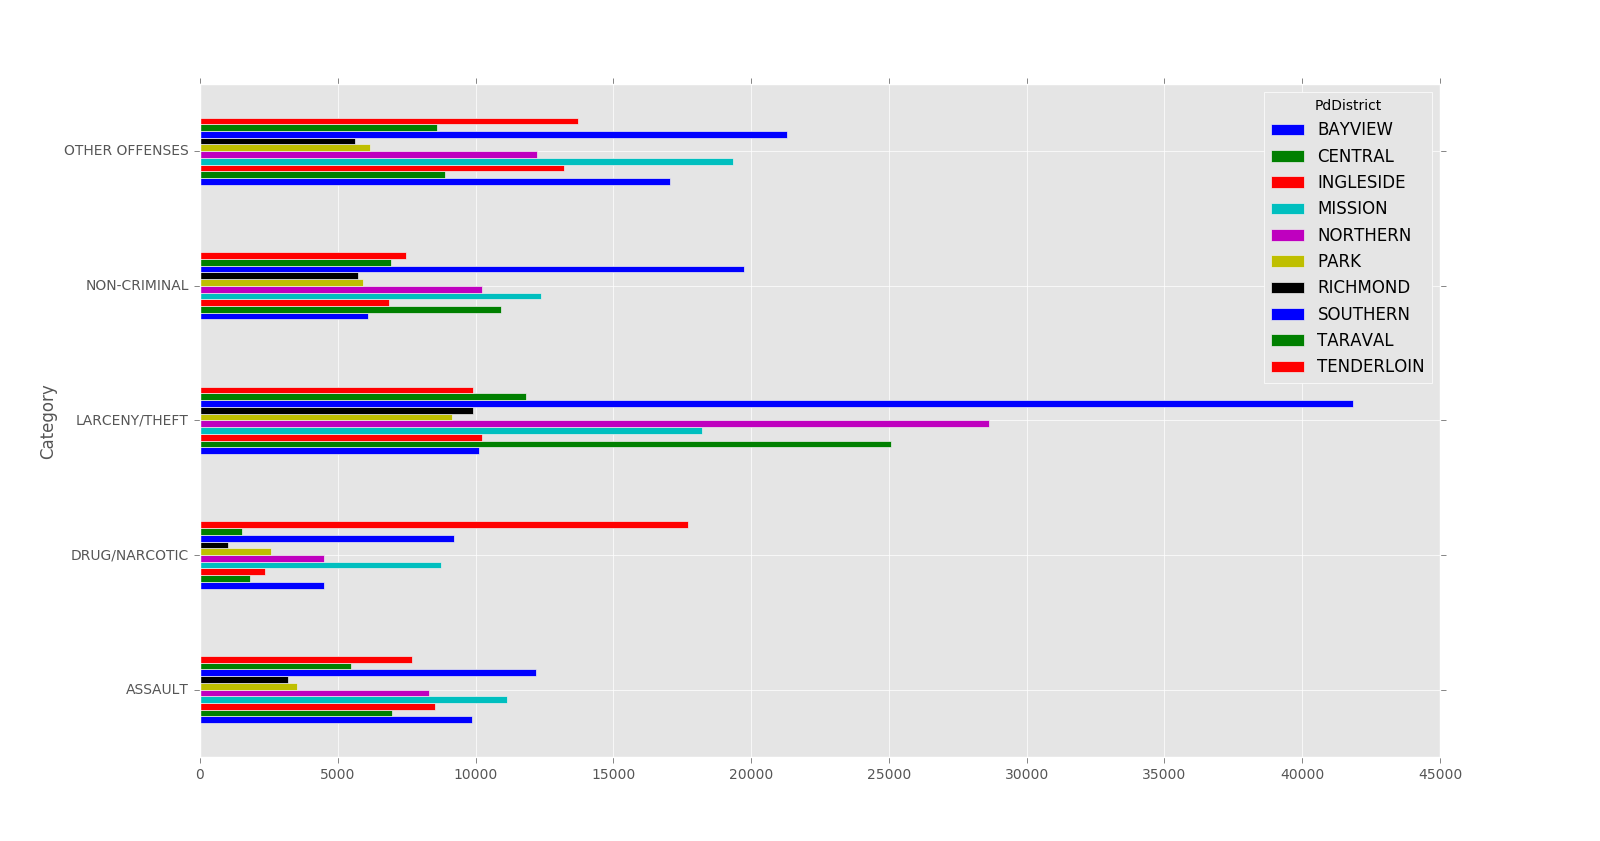 PdDistrict
BAYVIEW
CENTRAL
INGLESIDE
MISSION
NORTHERN
PARK
RICHMOND
SOUTHERN
TARAVAL
TENDERLOIN
Category
OTHER OFFENSES
NON-CRIMINAL
LARCENY/THEFT
DRUG/NARCOTIC
ASSAULT
0 5000 10000 15000 20000 25000 30000 35000 40000 45000